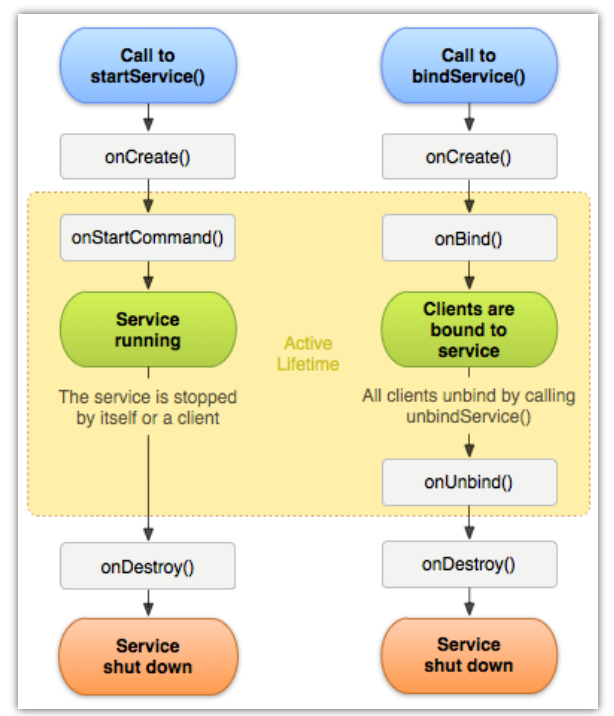 Call to
startService()
onCreate()
onStartCommand()
Service
running
The service is stopped
by itself or a client
onDestroy()
Service
shut down
Active
Lifetime
Call to
bindService()
onCreate()
onBind()
Clients are
bound to
service
All clients unbind by calling
unbindService()
onUnbind()
onDestroy()
Service
shut down